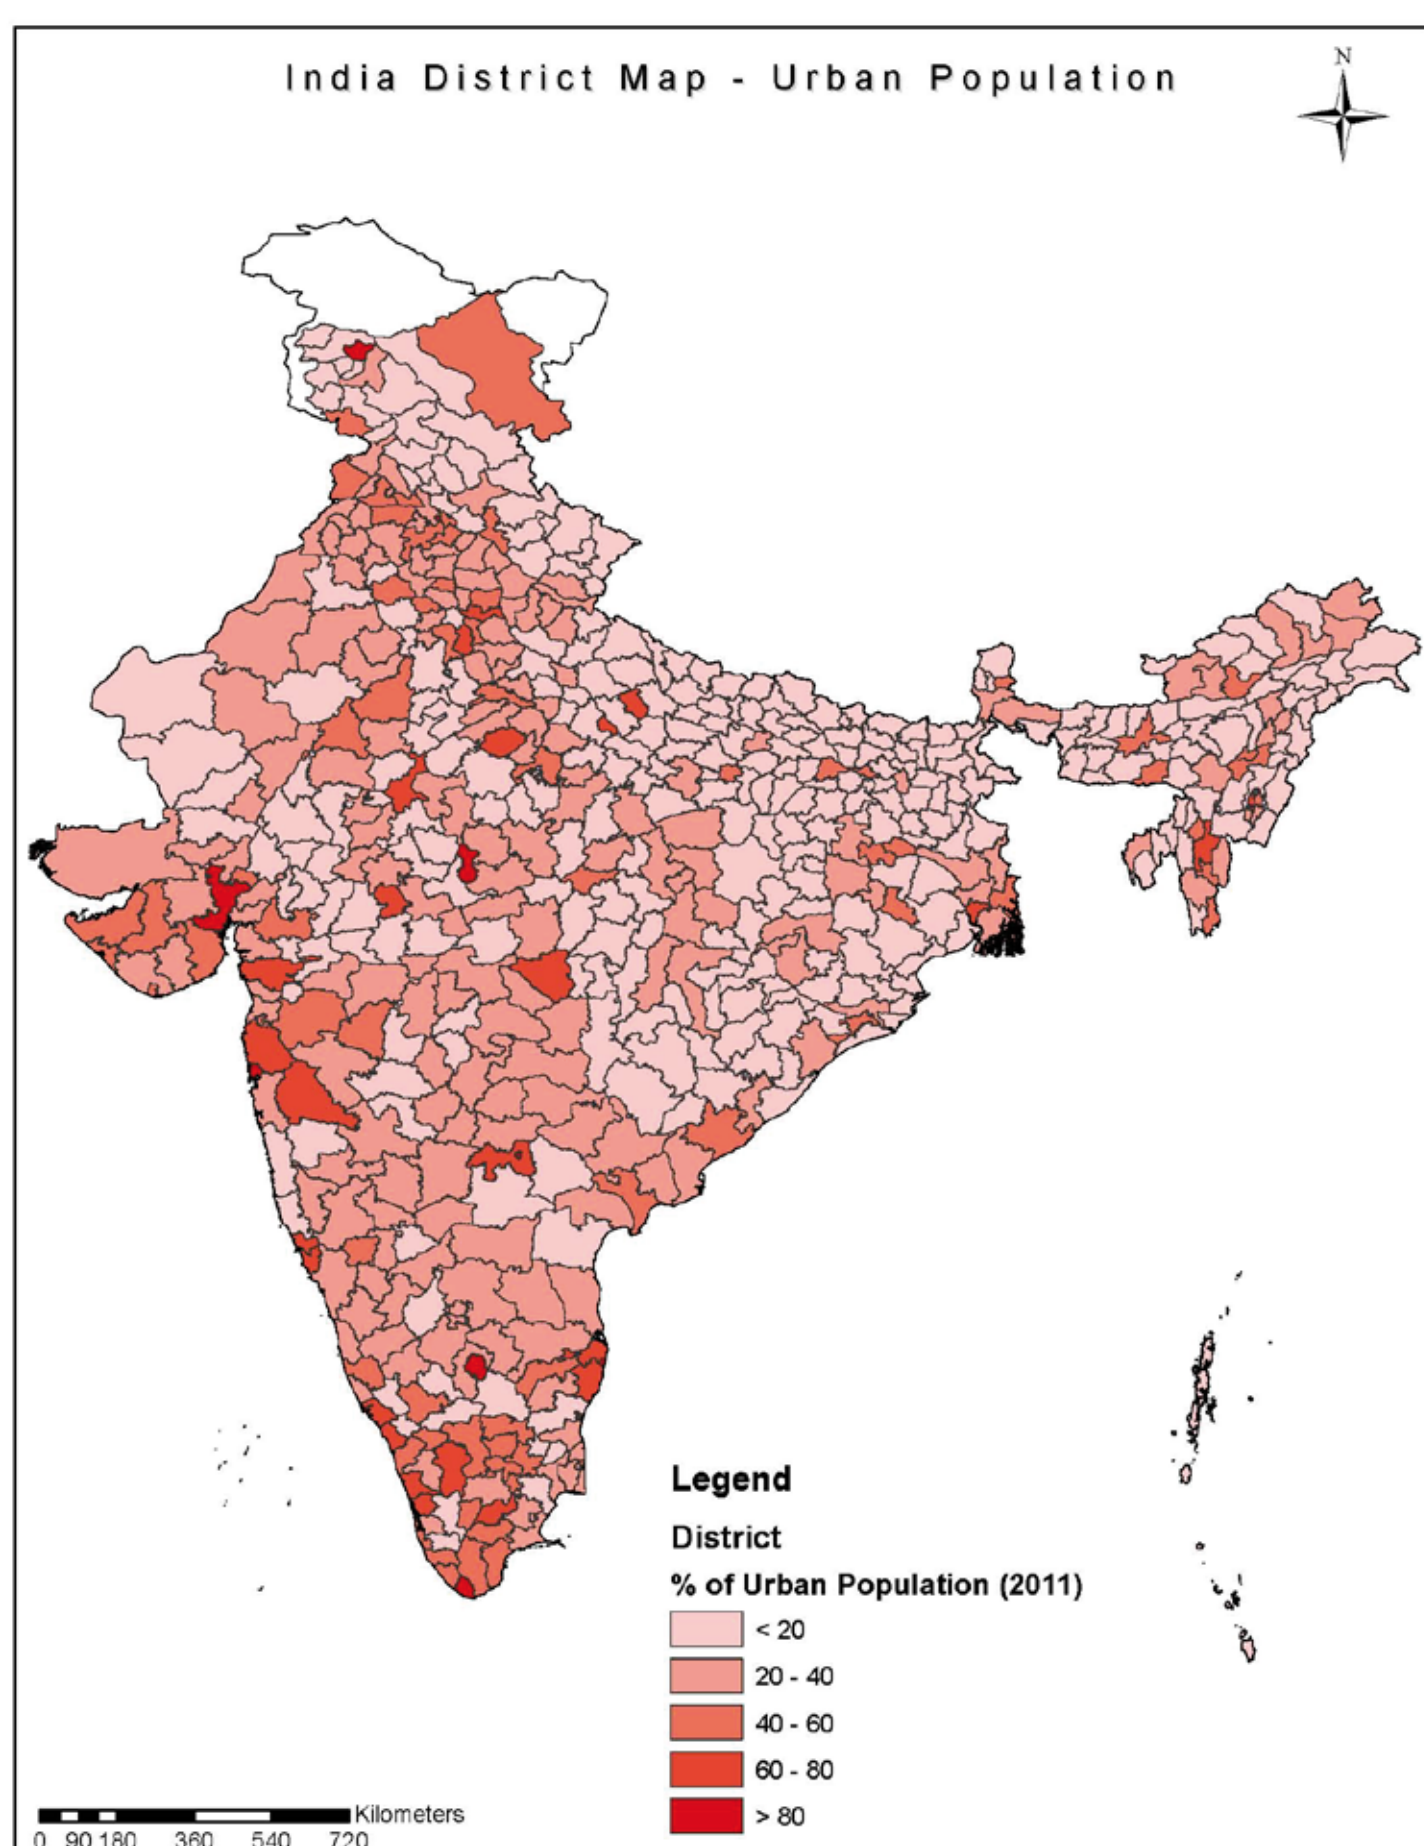 N
India District Map - Urban Population
Legend
District
% of Urban Population (2011)
< 20
20 - 40
40 - 60
60 - 80
> 80
Kilometers
0 90 180 360 540 720